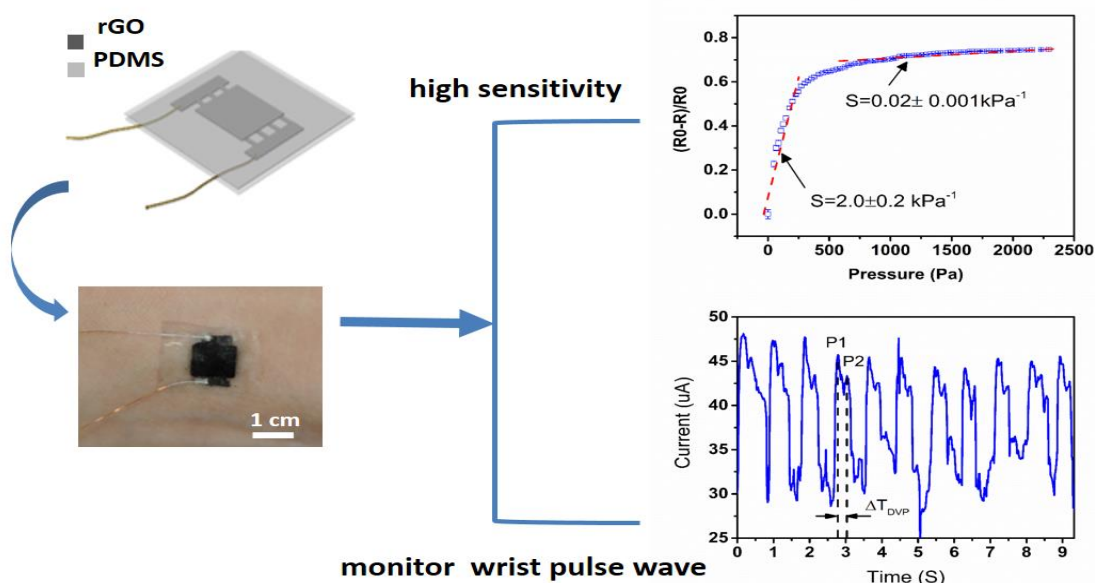 rGO
PDMS
high sensitivity
1 cm
monitor wrist pulse wave
(R0-R)/R0
0.8
0.6
0.4
0.2
0.0
S=0.02± 0.001kPa⁻¹
S=2.0±0.2 kPa⁻¹
0 500 1000 1500 2000 2500
Pressure (Pa)
Current (uA)
50
45
40
35
30
25
P1
P2
ΔT_DVP
0 1 2 3 4 5 6 7 8 9
Time (S)